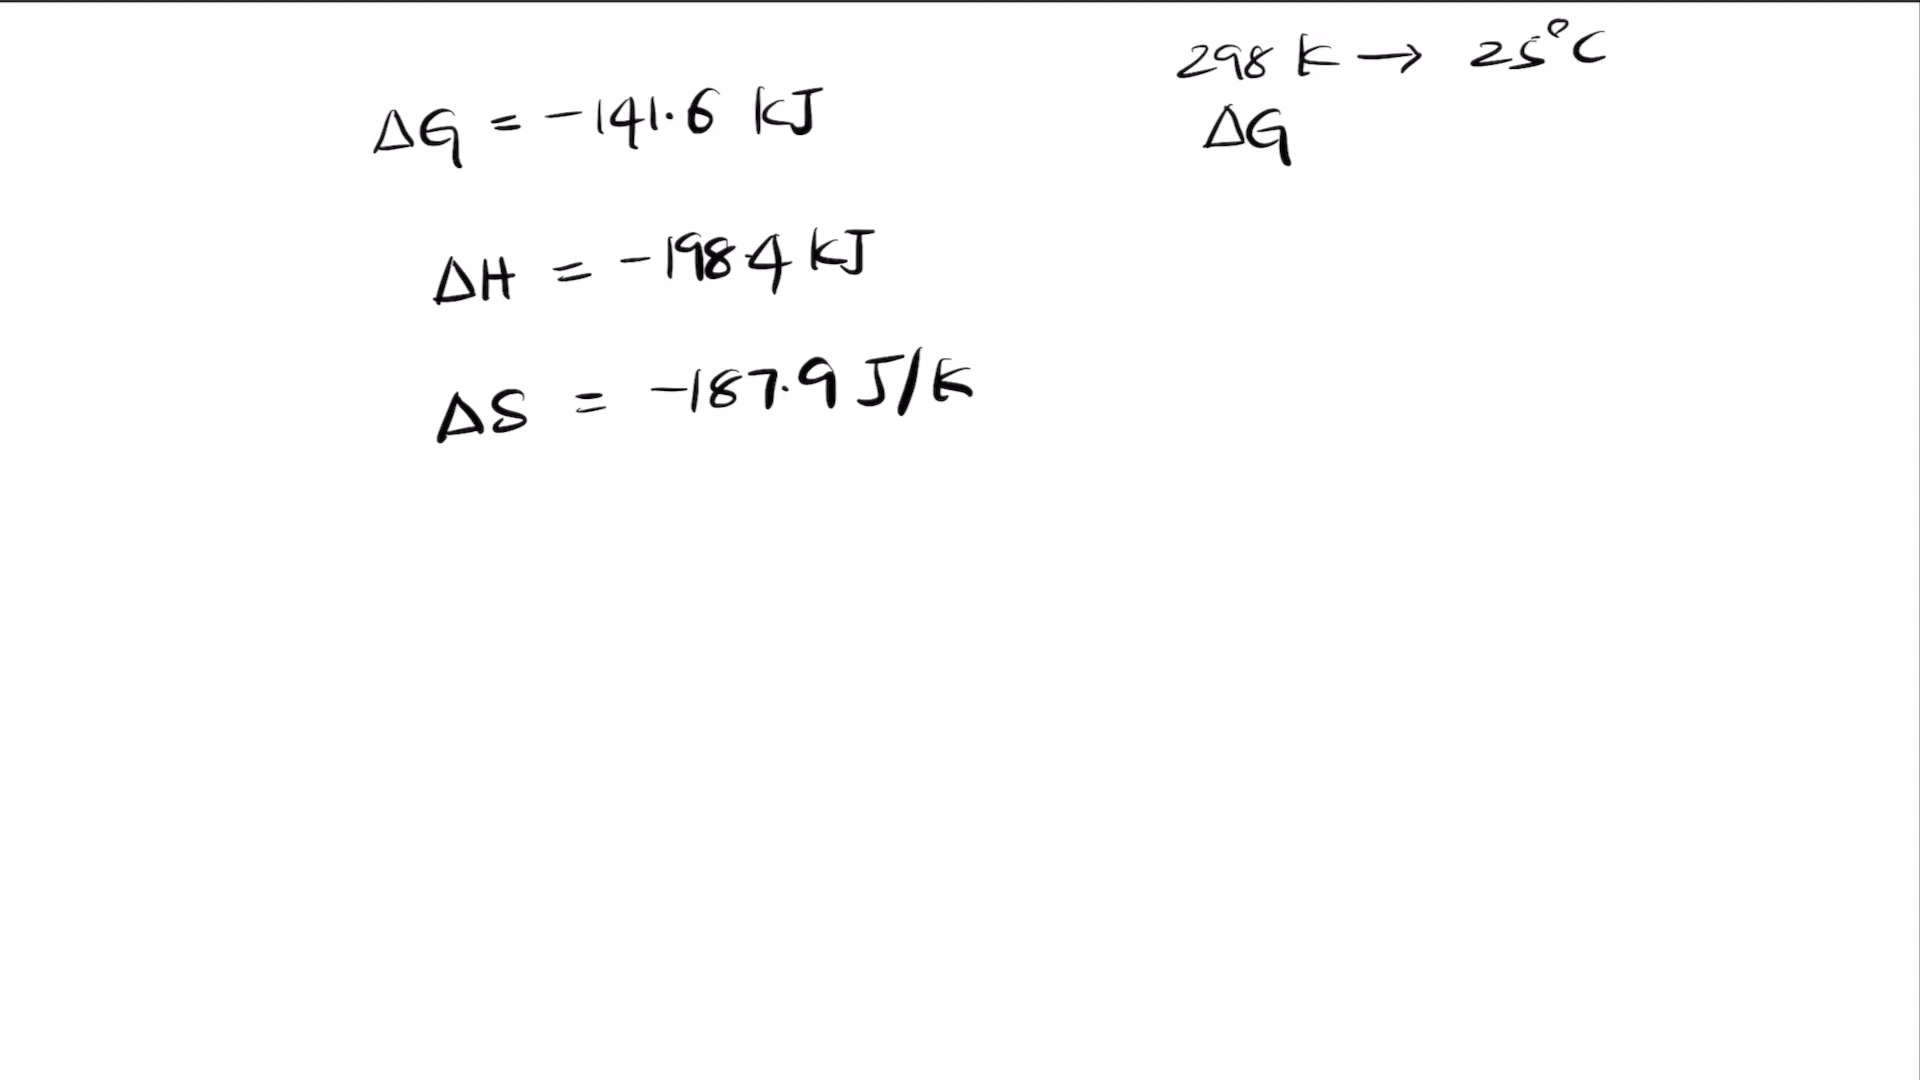 298 K → 25°C
ΔG = -141.6 KJ
ΔG
ΔH = -198.4 KJ
ΔS = -187.9 J/K